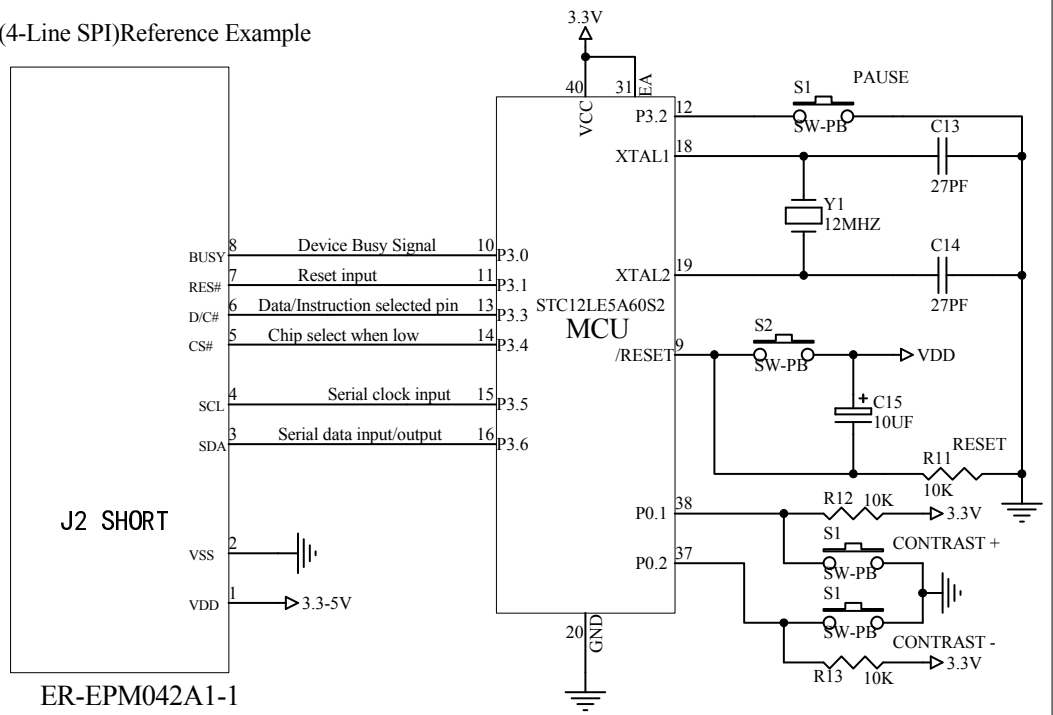 (4-Line SPI)Reference Example
3.3V
40
31
VCC
EA
BUSY
8
Device Busy Signal
10
P3.0
RES#
7
Reset input
11
P3.1
D/C#
6
Data/Instruction selected pin
13
P3.3
CS#
5
Chip select when low
14
P3.4
SCL
4
Serial clock input
15
P3.5
SDA
3
Serial data input/output
16
P3.6
J2 SHORT
VSS
2
VDD
1
3.3-5V
ER-EPM042A1-1
STC12LE5A60S2
MCU
P3.2
12
S1
SW-PB
PAUSE
XTAL1
18
C13
27PF
Y1
12MHZ
XTAL2
19
C14
27PF
/RESET
9
S2
SW-PB
VDD
C15
+
10UF
RESET
R11
10K
P0.1
38
R12
10K
3.3V
S1
SW-PB
CONTRAST +
P0.2
37
S1
SW-PB
CONTRAST -
R13
10K
3.3V
20
GND